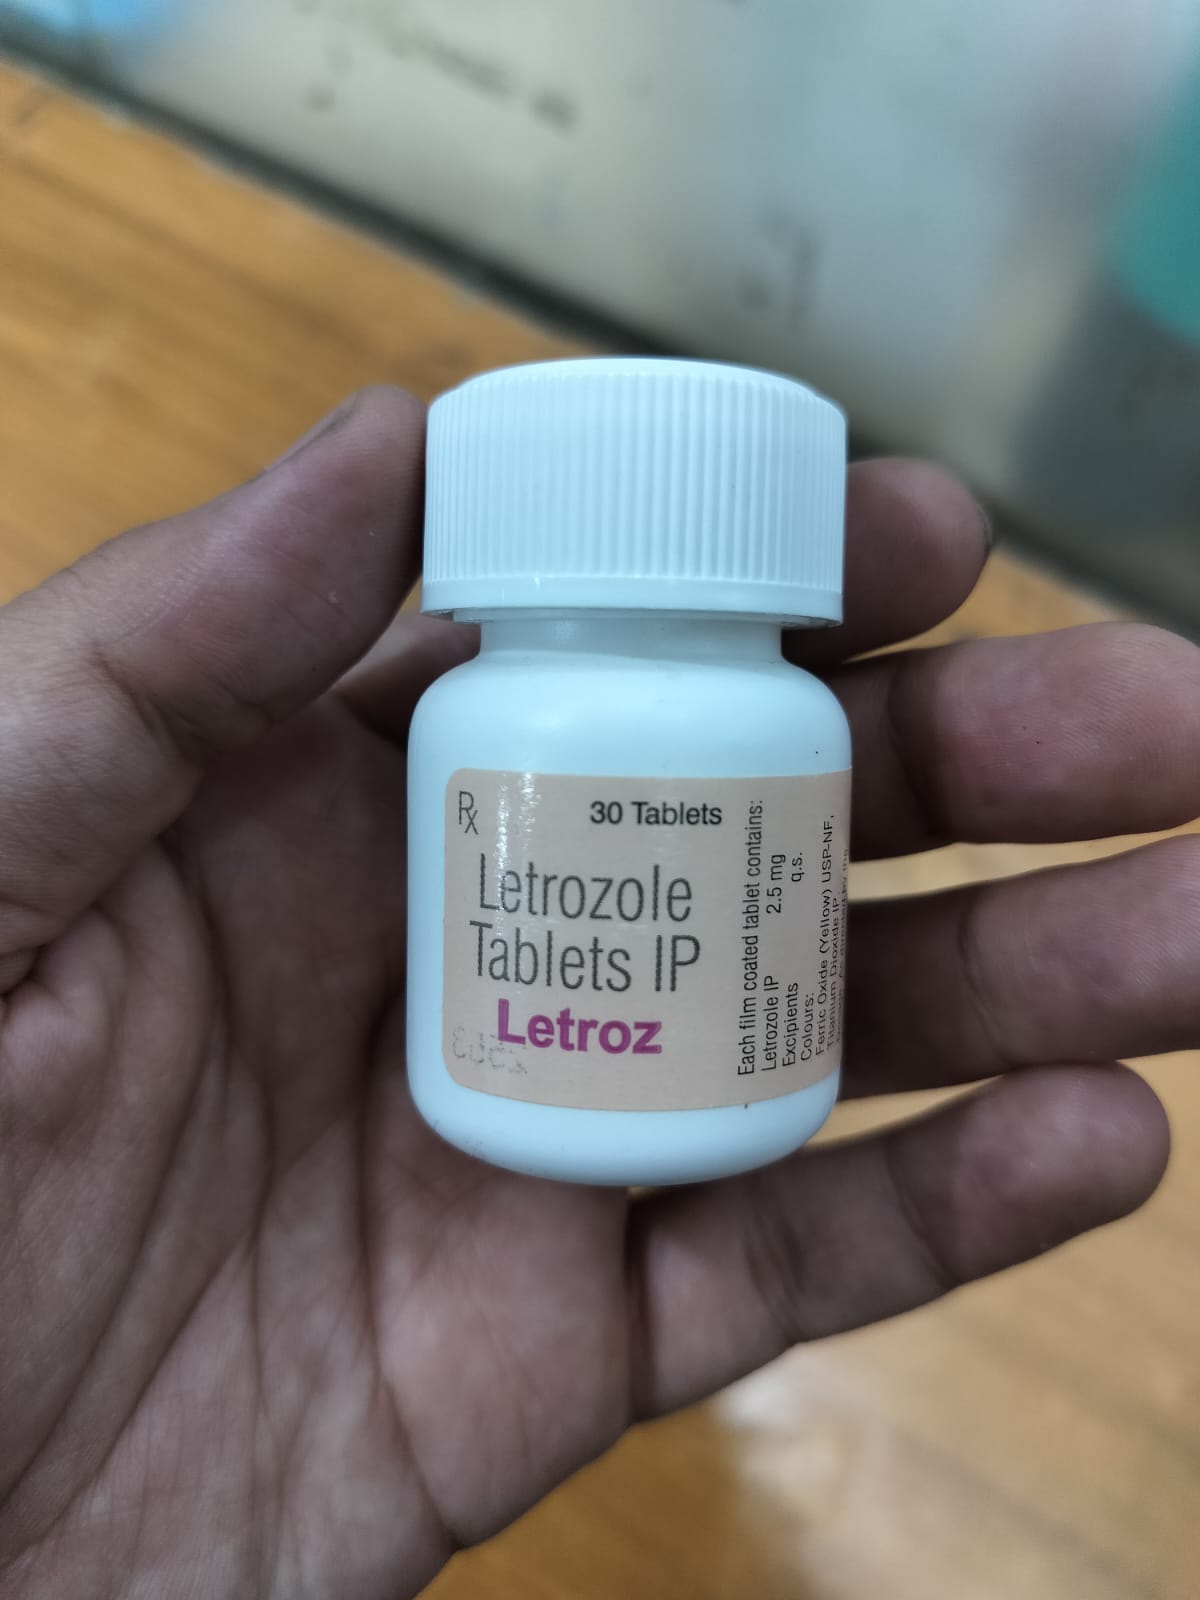 Rx
30 Tablets
Letrozole
Tablets IP
Letroz
Each film coated tablet contains:
Letrozole IP 2.5 mg
Excipients q.s.
Colours:
Ferric Oxide (Yellow) USP-NF,
Titanium Dioxide IP.